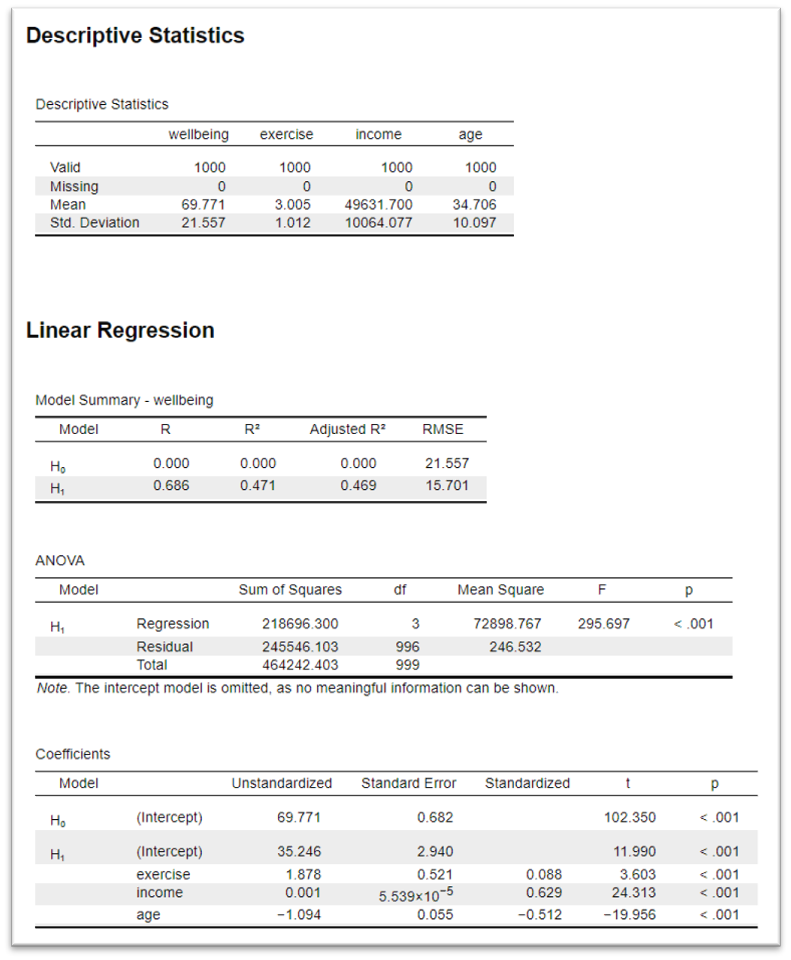 Descriptive Statistics
Descriptive Statistics
wellbeing exercise income age
Valid 1000 1000 1000 1000
Missing 0 0 0 0
Mean 69.771 3.005 49631.700 34.706
Std. Deviation 21.557 1.012 10064.077 10.097
Linear Regression
Model Summary - wellbeing
Model R R² Adjusted R² RMSE
H₀ 0.000 0.000 0.000 21.557
H₁ 0.686 0.471 0.469 15.701
ANOVA
Model Sum of Squares df Mean Square F p
H₁ Regression 218696.300 3 72898.767 295.697 < .001
Residual 245546.103 996 246.532
Total 464242.403 999
Note. The intercept model is omitted, as no meaningful information can be shown.
Coefficients
Model Unstandardized Standard Error Standardized t p
H₀ (Intercept) 69.771 0.682 102.350 < .001
H₁ (Intercept) 35.246 2.940 11.990 < .001
exercise 1.878 0.521 0.088 3.603 < .001
income 0.001 5.539×10⁻⁵ 0.629 24.313 < .001
age −1.094 0.055 −0.512 −19.956 < .001